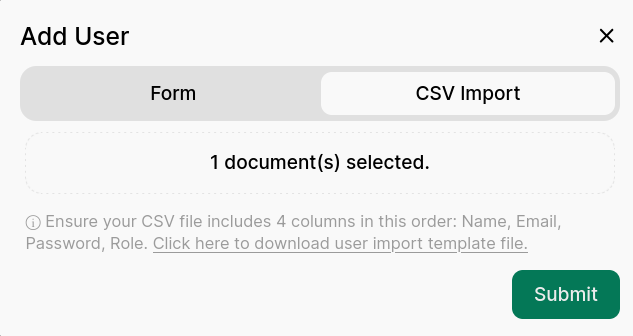 Add User
Form
CSV Import
1 document(s) selected.
Ensure your CSV file includes 4 columns in this order: Name, Email,
Password, Role. Click here to download user import template file.
Submit